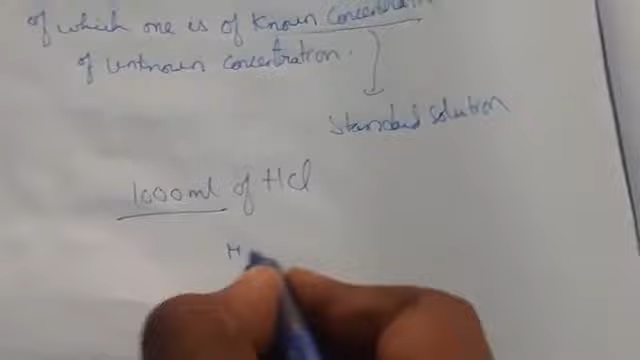 of which one is of known concentration
of unknown concentration.
Standard solution
1000ml of HCl
H